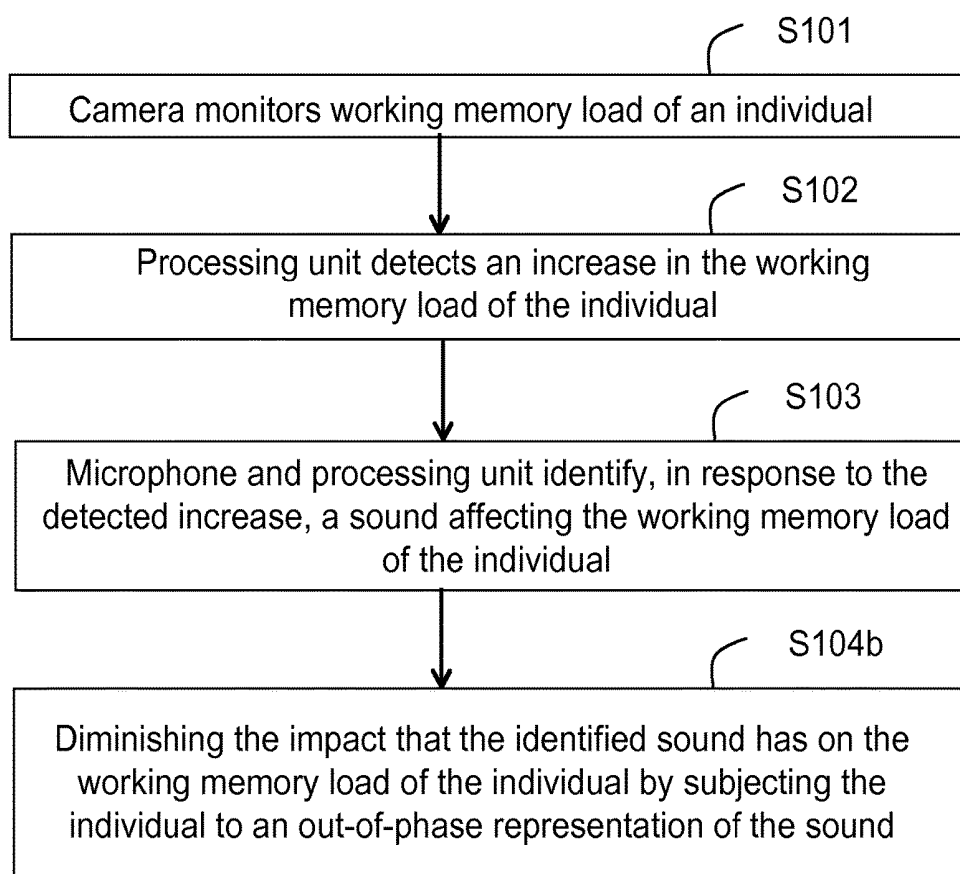 S101
Camera monitors working memory load of an individual
S102
Processing unit detects an increase in the working
memory load of the individual
S103
Microphone and processing unit identify, in response to the
detected increase, a sound affecting the working memory load
of the individual
S104b
Diminishing the impact that the identified sound has on the
working memory load of the individual by subjecting the
individual to an out-of-phase representation of the sound